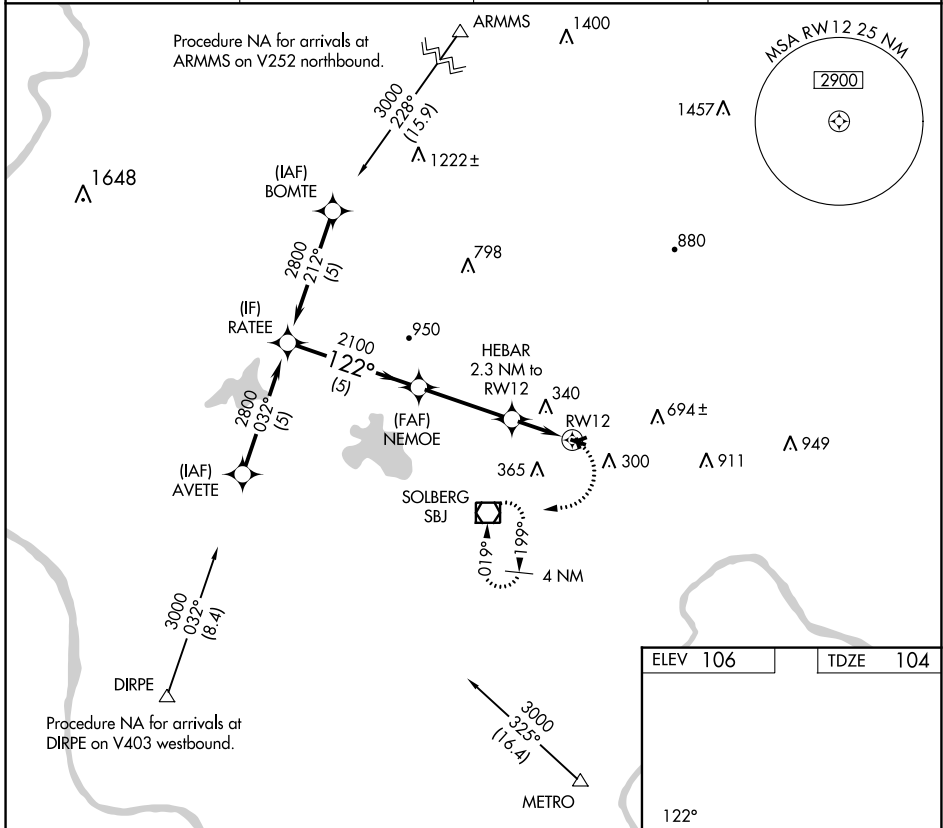 ARMMS
1400
Procedure NA for arrivals at
ARMMS on V252 northbound.
MSA RW12 25 NM
2900
3000
228°
(15.9)
1457
1222±
1648
(IAF)
BOMTE
2800
212°
(5)
798
880
(IF)
RATEE
950
2100
122°
(5)
HEBAR
2.3 NM to
RW12
340
RW12
694±
949
(FAF)
NEMOE
2800
032°
(5)
(IAF)
AVETE
365
300
911
SOLBERG
SBJ
019°
199°
4 NM
3000
032°
(8.4)
DIRPE
Procedure NA for arrivals at
DIRPE on V403 westbound.
3000
325°
(16.4)
METRO
ELEV 106
TDZE 104
122°